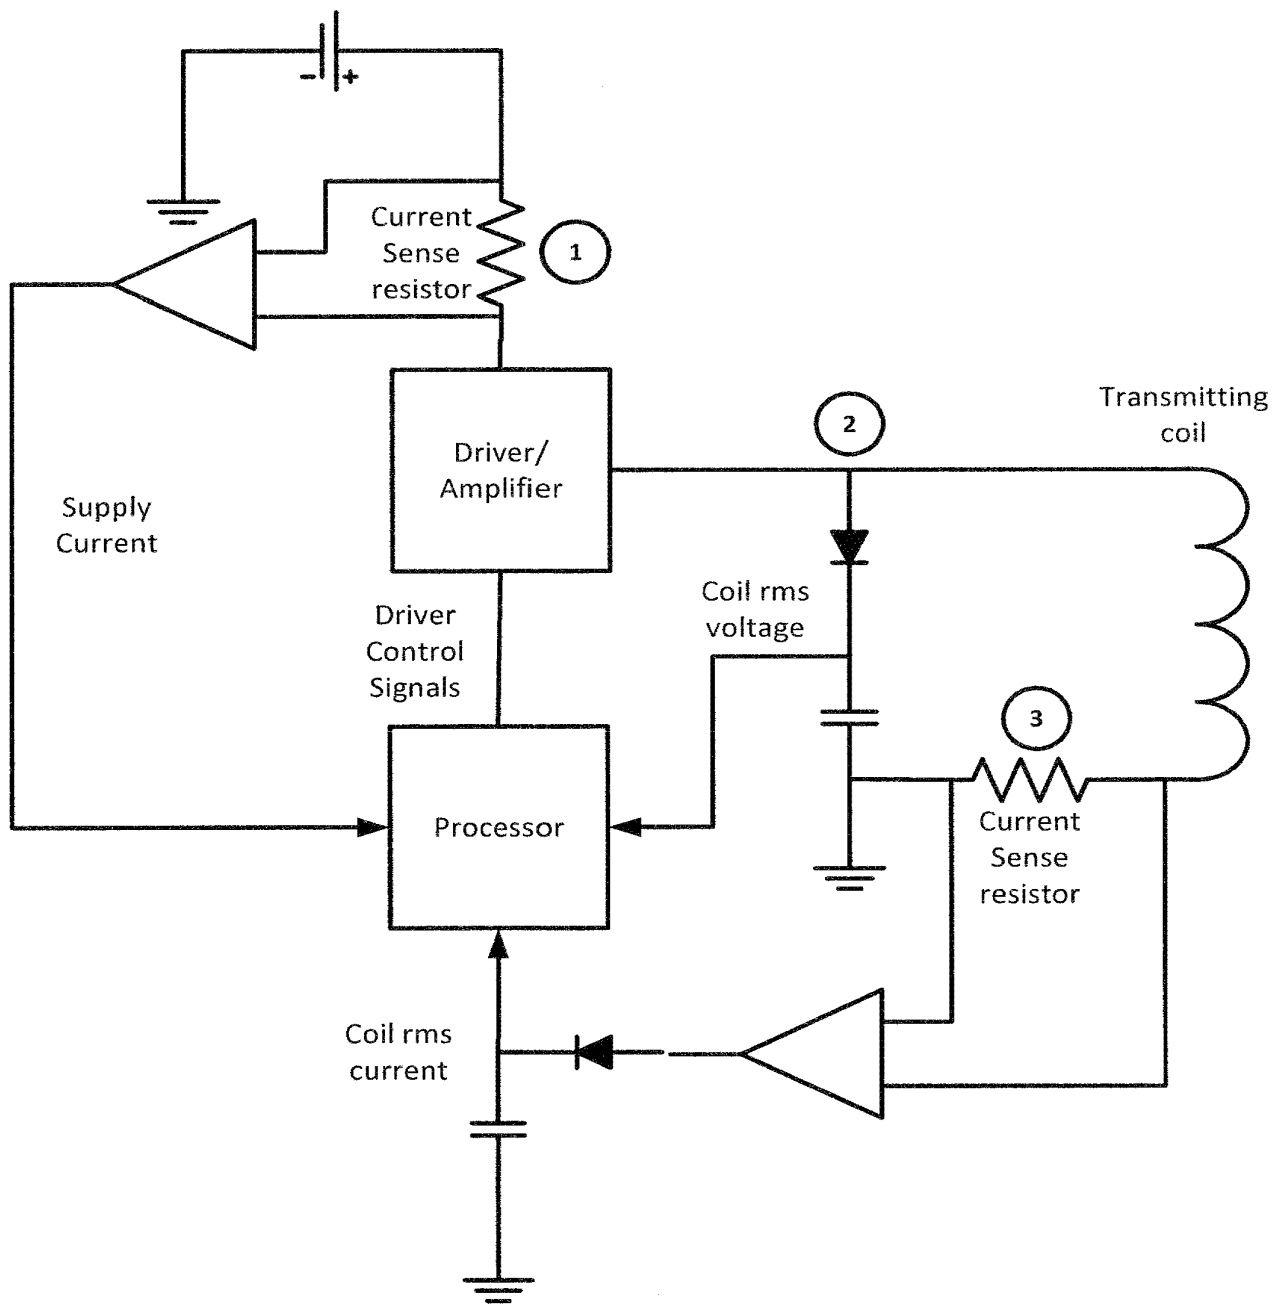 - +
Current
Sense
resistor
1
Driver/
Amplifier
2
Transmitting
coil
Supply
Current
Driver
Control
Signals
Coil rms
voltage
3
Processor
Current
Sense
resistor
Coil rms
current